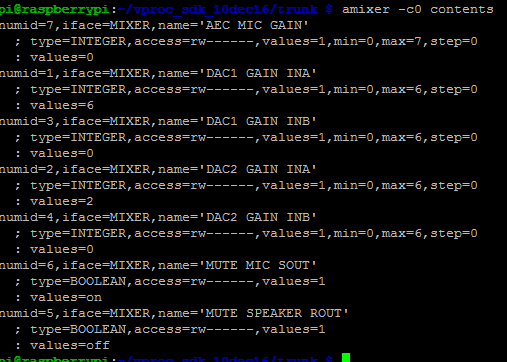 pi@raspberrypi:~/vproc_sdk_10dec16/trunk $ amixer -c0 contents
numid=7,iface=MIXER,name='AEC MIC GAIN'
; type=INTEGER,access=rw------,values=1,min=0,max=7,step=0
: values=0
numid=1,iface=MIXER,name='DAC1 GAIN INA'
; type=INTEGER,access=rw------,values=1,min=0,max=6,step=0
: values=6
numid=3,iface=MIXER,name='DAC1 GAIN INB'
; type=INTEGER,access=rw------,values=1,min=0,max=6,step=0
: values=0
numid=2,iface=MIXER,name='DAC2 GAIN INA'
; type=INTEGER,access=rw------,values=1,min=0,max=6,step=0
: values=2
numid=4,iface=MIXER,name='DAC2 GAIN INB'
; type=INTEGER,access=rw------,values=1,min=0,max=6,step=0
: values=0
numid=6,iface=MIXER,name='MUTE MIC SOUT'
; type=BOOLEAN,access=rw------,values=1
: values=on
numid=5,iface=MIXER,name='MUTE SPEAKER ROUT'
; type=BOOLEAN,access=rw------,values=1
: values=off
pi@raspberrypi:~/vproc_sdk_10dec16/trunk $